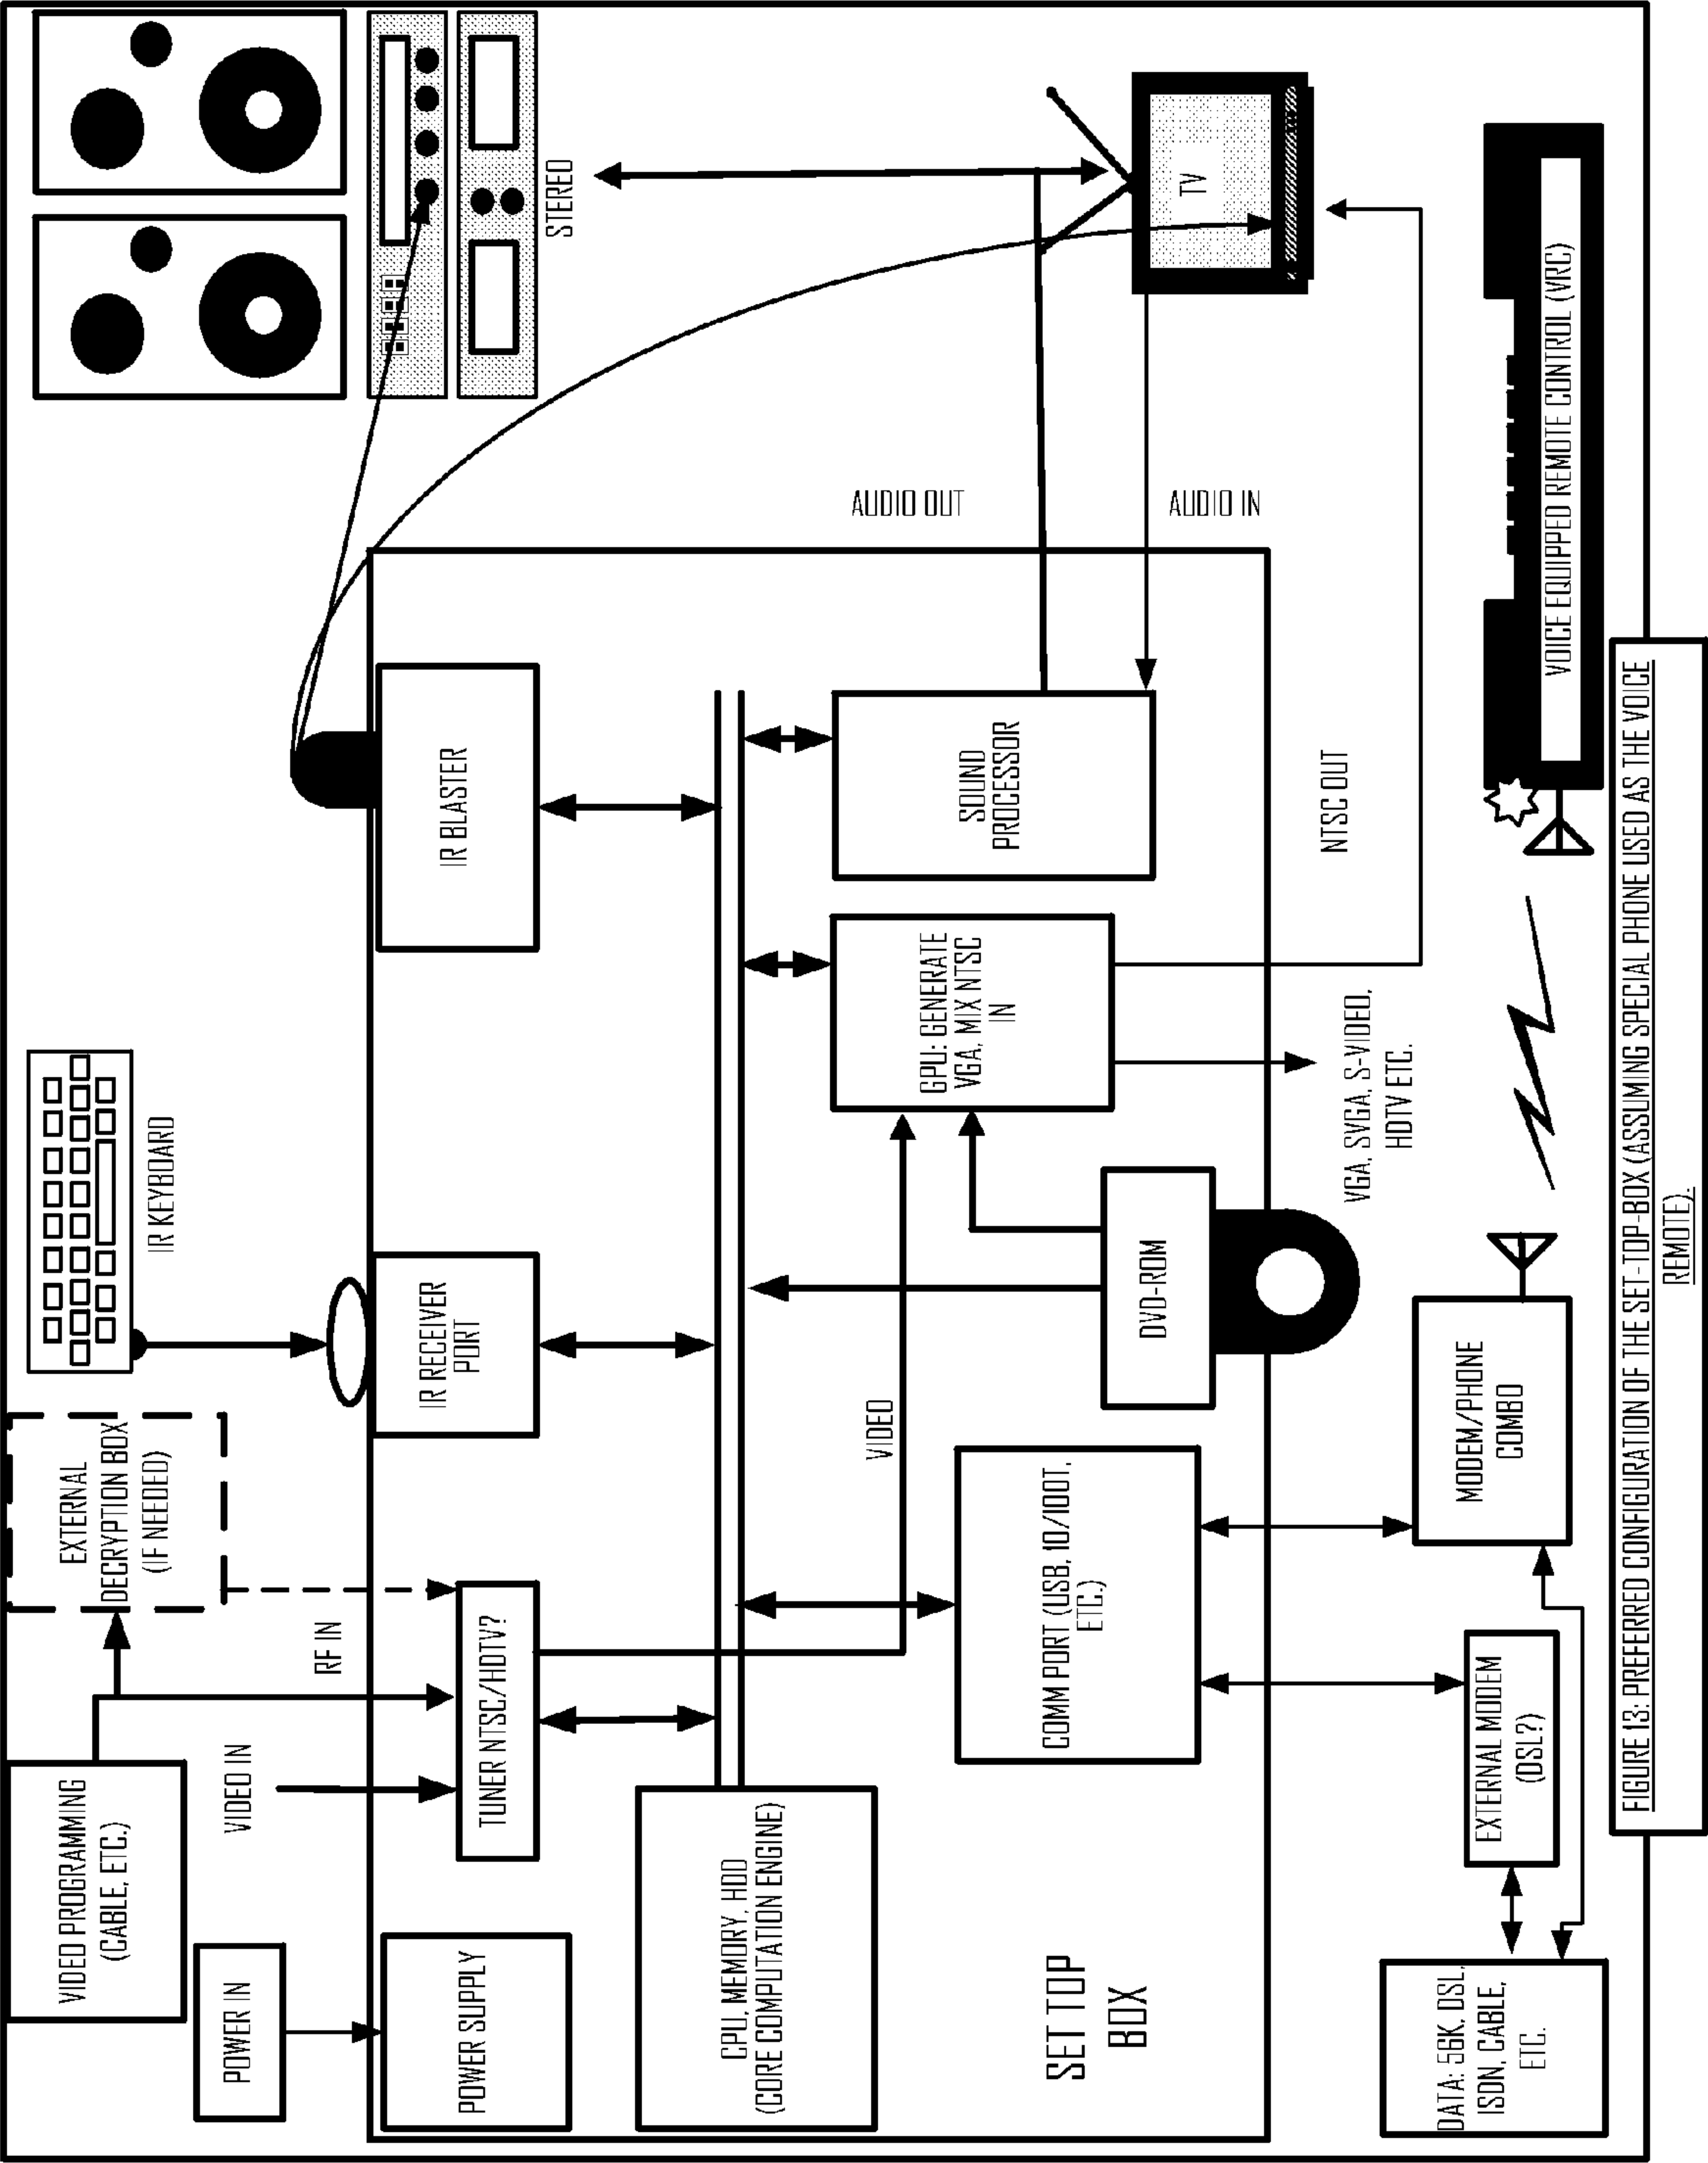 VIDEO PROGRAMMING
(CABLE, ETC.)
EXTERNAL
DECRYPTION BOX
(IF NEEDED)
IR KEYBOARD
POWER IN
VIDEO IN
RF IN
STEREO
POWER SUPPLY
TUNER NTSC/HDTV?
IR RECEIVER
PORT
IR BLASTER
CPU, MEMORY, HDD
(CORE COMPUTATION ENGINE)
VIDEO
GPU: GENERATE
VGA, MIX NTSC
IN
SOUND
PROCESSOR
AUDIO OUT
AUDIO IN
TV
SET TOP
BOX
COMM PORT (USB, 10/100T,
ETC.)
DVD-ROM
NTSC OUT
VGA, SVGA, S-VIDEO,
HDTV ETC.
DATA: 56K, DSL,
ISDN, CABLE,
ETC.
EXTERNAL MODEM
(DSL?)
MODEM/PHONE
COMBO
VOICE EQUIPPED REMOTE CONTROL (VRC)
FIGURE 13: PREFERRED CONFIGURATION OF THE SET-TOP-BOX (ASSUMING SPECIAL PHONE USED AS THE VOICE
REMOTE).